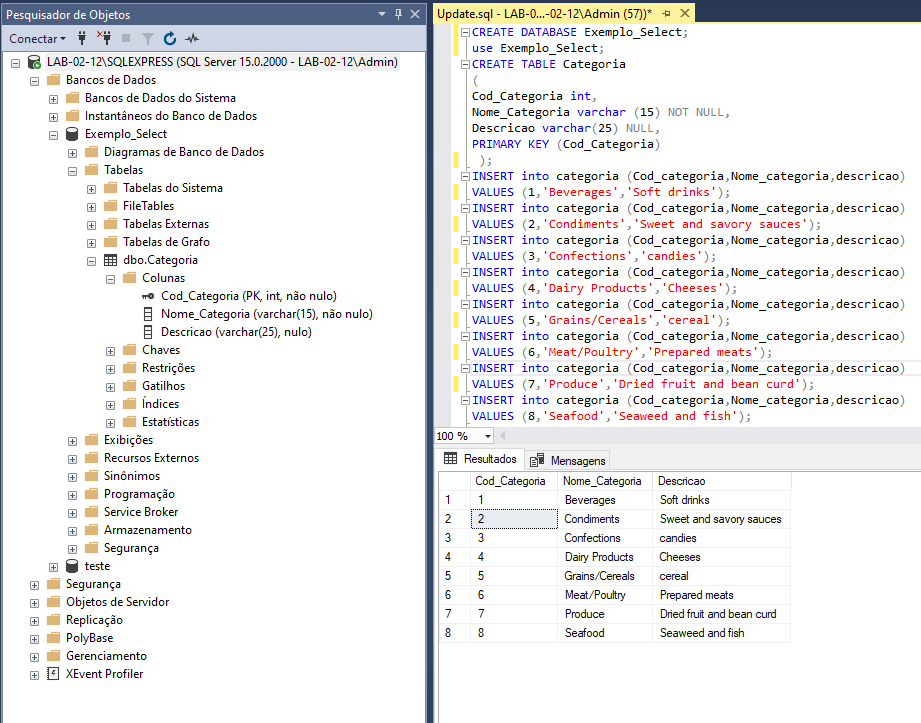 Pesquisador de Objetos
Conectar
LAB-02-12\SQLEXPRESS (SQL Server 15.0.2000 - LAB-02-12\Admin)
Bancos de Dados
Bancos de Dados do Sistema
Instantâneos do Banco de Dados
Exemplo_Select
Diagramas de Banco de Dados
Tabelas
Tabelas do Sistema
FileTables
Tabelas Externas
Tabelas de Grafo
dbo.Categoria
Colunas
Cod_Categoria (PK, int, não nulo)
Nome_Categoria (varchar(15), não nulo)
Descricao (varchar(25), nulo)
Chaves
Restrições
Gatilhos
Índices
Estatísticas
Exibições
Recursos Externos
Sinônimos
Programação
Service Broker
Armazenamento
Segurança
teste
Segurança
Objetos de Servidor
Replicação
PolyBase
Gerenciamento
XEvent Profiler
Update.sql - LAB-0...-02-12\Admin (57))*
CREATE DATABASE Exemplo_Select;
use Exemplo_Select;
CREATE TABLE Categoria
(
Cod_Categoria int,
Nome_Categoria varchar (15) NOT NULL,
Descricao varchar(25) NULL,
PRIMARY KEY (Cod_Categoria)
);
INSERT into categoria (Cod_categoria,Nome_categoria,descricao)
VALUES (1,'Beverages','Soft drinks');
INSERT into categoria (Cod_categoria,Nome_categoria,descricao)
VALUES (2,'Condiments','Sweet and savory sauces');
INSERT into categoria (Cod_categoria,Nome_categoria,descricao)
VALUES (3,'Confections','candies');
INSERT into categoria (Cod_categoria,Nome_categoria,descricao)
VALUES (4,'Dairy Products','Cheeses');
INSERT into categoria (Cod_categoria,Nome_categoria,descricao)
VALUES (5,'Grains/Cereals','cereal');
INSERT into categoria (Cod_categoria,Nome_categoria,descricao)
VALUES (6,'Meat/Poultry','Prepared meats');
INSERT into categoria (Cod_categoria,Nome_categoria,descricao)
VALUES (7,'Produce','Dried fruit and bean curd');
INSERT into categoria (Cod_categoria,Nome_categoria,descricao)
VALUES (8,'Seafood','Seaweed and fish');
100 %
Resultados Mensagens
Cod_Categoria Nome_Categoria Descricao
1 1 Beverages Soft drinks
2 2 Condiments Sweet and savory sauces
3 3 Confections candies
4 4 Dairy Products Cheeses
5 5 Grains/Cereals cereal
6 6 Meat/Poultry Prepared meats
7 7 Produce Dried fruit and bean curd
8 8 Seafood Seaweed and fish